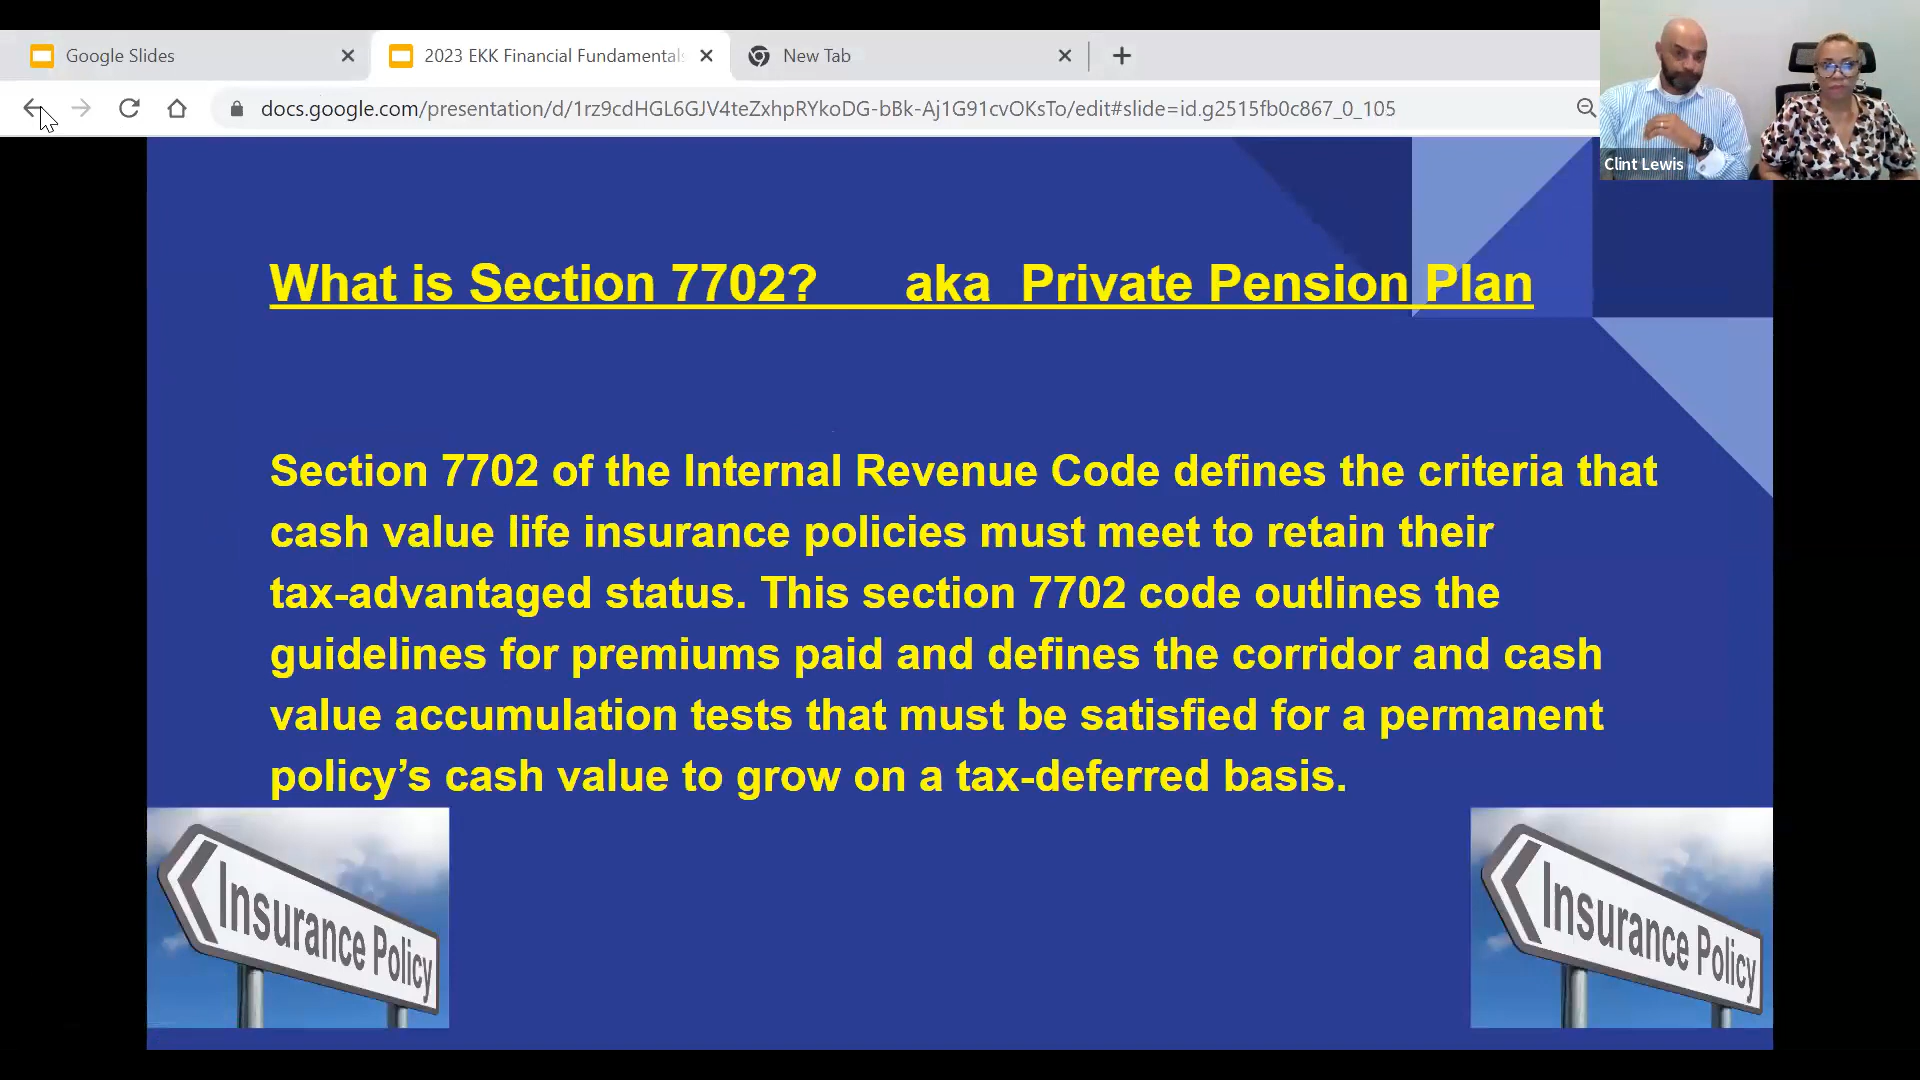 Google Slides
2023 EKK Financial Fundamentals
New Tab
docs.google.com/presentation/d/1rz9cdHGL6GJV4teZxhpRYkoDG-bBk-Aj1G91cvOKsTo/edit#slide=id.g2515fb0c867_0_105
Clint Lewis
What is Section 7702? aka Private Pension Plan
Section 7702 of the Internal Revenue Code defines the criteria that
cash value life insurance policies must meet to retain their
tax-advantaged status. This section 7702 code outlines the
guidelines for premiums paid and defines the corridor and cash
value accumulation tests that must be satisfied for a permanent
policy’s cash value to grow on a tax-deferred basis.
Insurance Policy
Insurance Policy